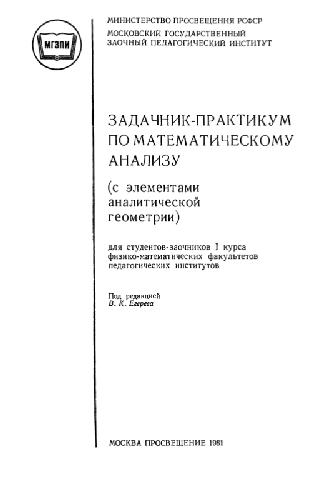 МИНИСТЕРСТВО ПРОСВЕЩЕНИЯ РСФСР
МОСКОВСКИЙ ГОСУДАРСТВЕННЫЙ
ЗАОЧНЫЙ ПЕДАГОГИЧЕСКИЙ ИНСТИТУТ
МГЗПИ
ЗАДАЧНИК-ПРАКТИКУМ
ПО МАТЕМАТИЧЕСКОМУ
АНАЛИЗУ
(с элементами
аналитической
геометрии)
для студентов-заочников I курса
физико-математических факультетов
педагогических институтов
Под редакцией
В. К. Егерева
МОСКВА ПРОСВЕЩЕНИЕ 1981